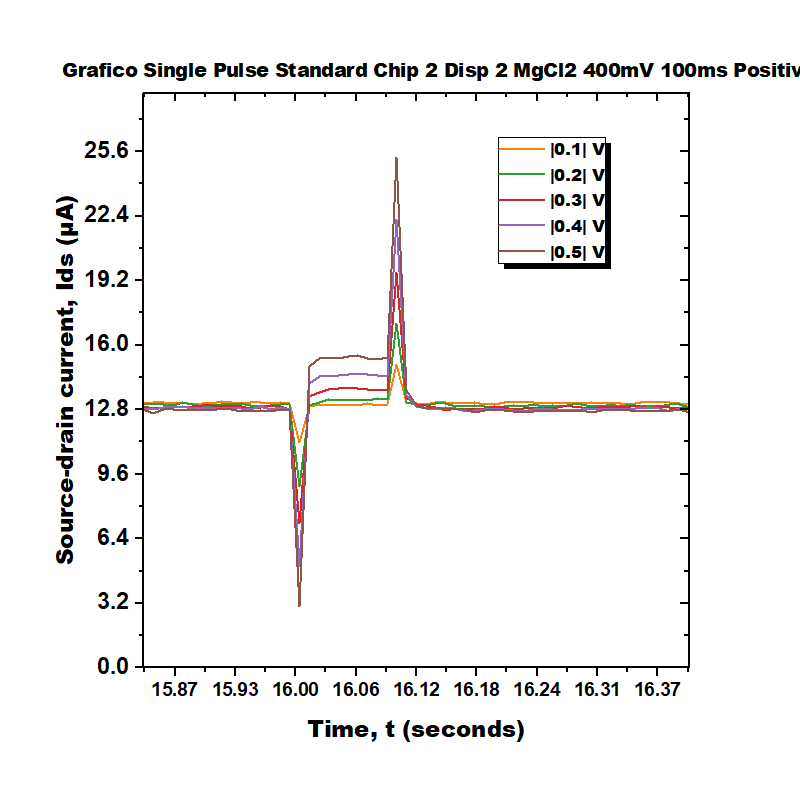 Grafico Single Pulse Standard Chip 2 Disp 2 MgCl2 400mV 100ms Positiv
25.6
22.4
19.2
16.0
12.8
9.6
6.4
3.2
0.0
Source-drain current, Ids (µA)
|0.1| V
|0.2| V
|0.3| V
|0.4| V
|0.5| V
15.87 15.93 16.00 16.06 16.12 16.18 16.24 16.31 16.37
Time, t (seconds)